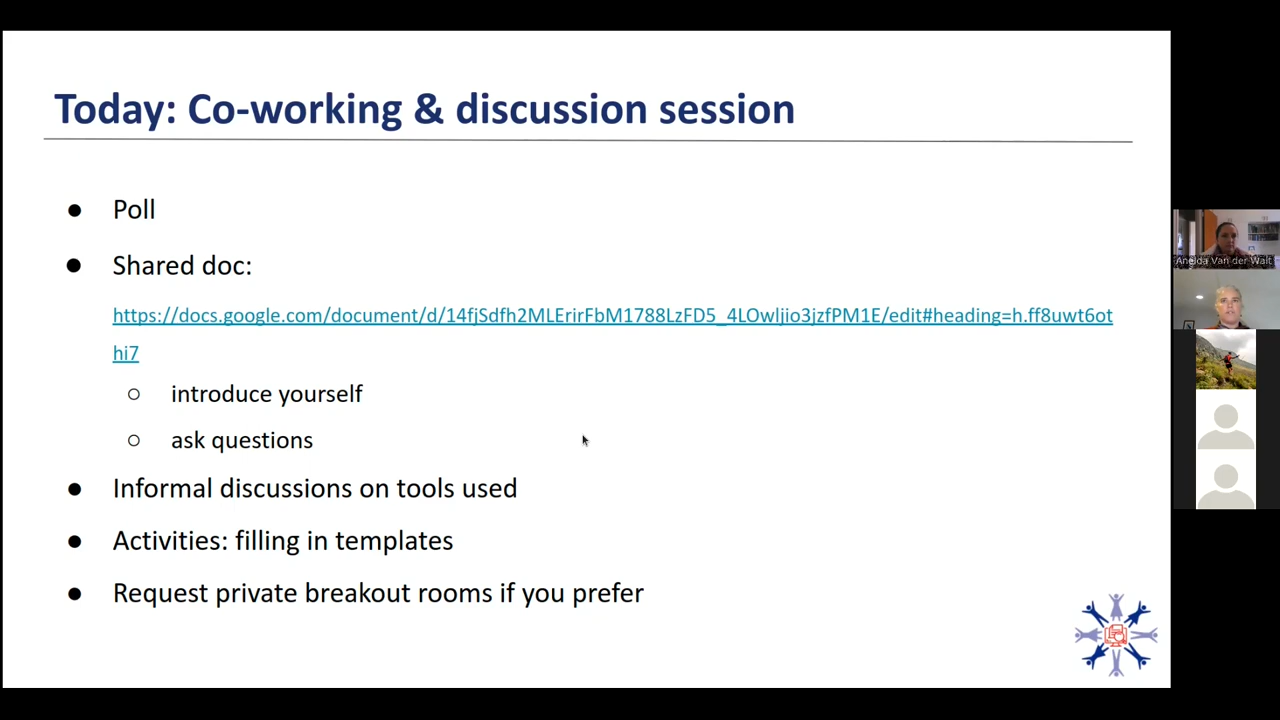 Today: Co-working & discussion session
● Poll
● Shared doc:
https://docs.google.com/document/d/14fjSdfh2MLErirFbM1788LzFD5_4LOwljio3jzfPM1E/edit#heading=h.ff8uwt6ot
hi7
○ introduce yourself
○ ask questions
● Informal discussions on tools used
● Activities: filling in templates
● Request private breakout rooms if you prefer
Anelda Van der Walt